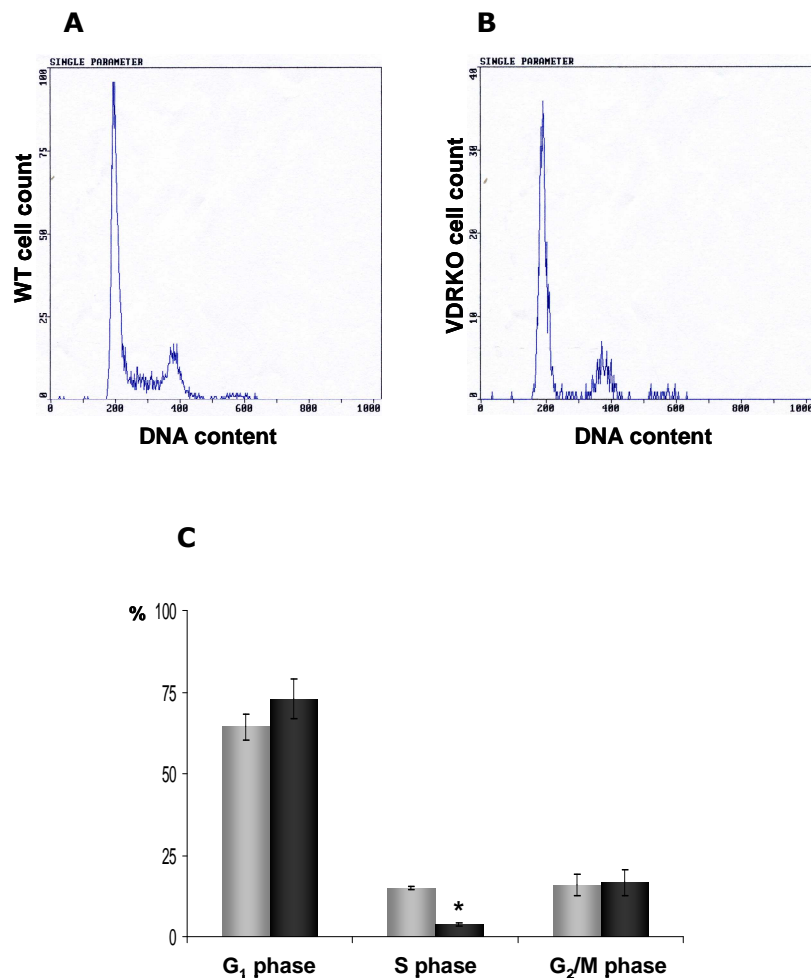 A
B
SINGLE PARAMETER
100
75
50
25
0
WT cell count
0 200 400 600 800 1000
DNA content
SINGLE PARAMETER
40
30
20
10
0
VDRKO cell count
0 200 400 600 800 1000
DNA content
C
%
100
75
50
25
0
*
G₁ phase S phase G₂/M phase